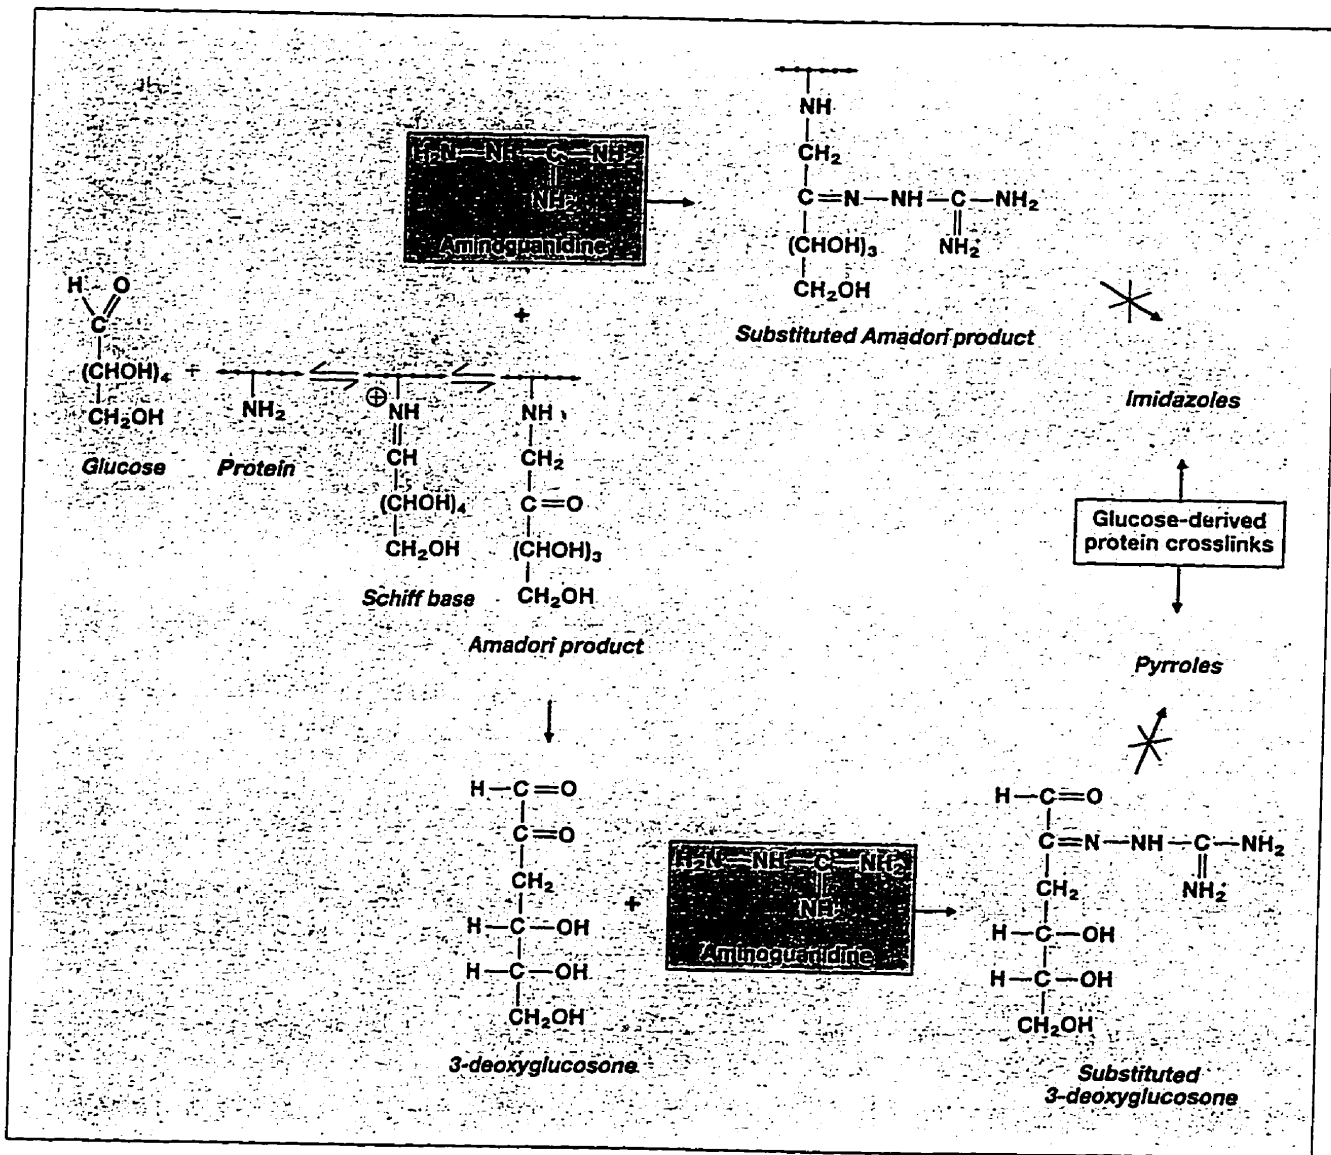 H₂N—NH—C—NH₂
NH
Aminoguanidine
NH
CH₂
C=N—NH—C—NH₂
(CHOH)₃ NH₂
CH₂OH
Substituted Amadori product
+
H O
C
(CHOH)₄ + NH₂
CH₂OH
Glucose Protein
⊕ NH
CH
(CHOH)₄
CH₂OH
Schiff base
NH
CH₂
C=O
(CHOH)₃
CH₂OH
Amadori product
Imidazoles
Glucose-derived
protein crosslinks
Pyrroles
H—C=O
C=O
CH₂
H—C—OH
H—C—OH
CH₂OH
3-deoxyglucosone
+
H₂N—NH—C—NH₂
NH
Aminoguanidine
H—C=O
C=N—NH—C—NH₂
CH₂ NH₂
H—C—OH
H—C—OH
CH₂OH
Substituted
3-deoxyglucosone